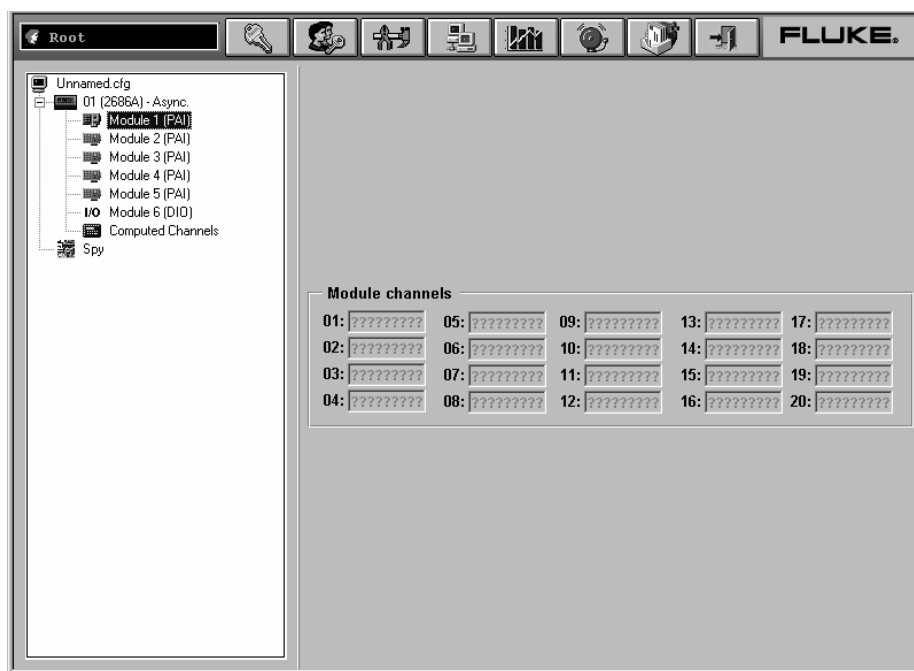 Root
FLUKE®
Unnamed.cfg
01 (2686A) - Async.
Module 1 (PAI)
Module 2 (PAI)
Module 3 (PAI)
Module 4 (PAI)
Module 5 (PAI)
I/O Module 6 (DIO)
Computed Channels
Spy
Module channels
01: ????????? 05: ????????? 09: ????????? 13: ????????? 17: ?????????
02: ????????? 06: ????????? 10: ????????? 14: ????????? 18: ?????????
03: ????????? 07: ????????? 11: ????????? 15: ????????? 19: ?????????
04: ????????? 08: ????????? 12: ????????? 16: ????????? 20: ?????????